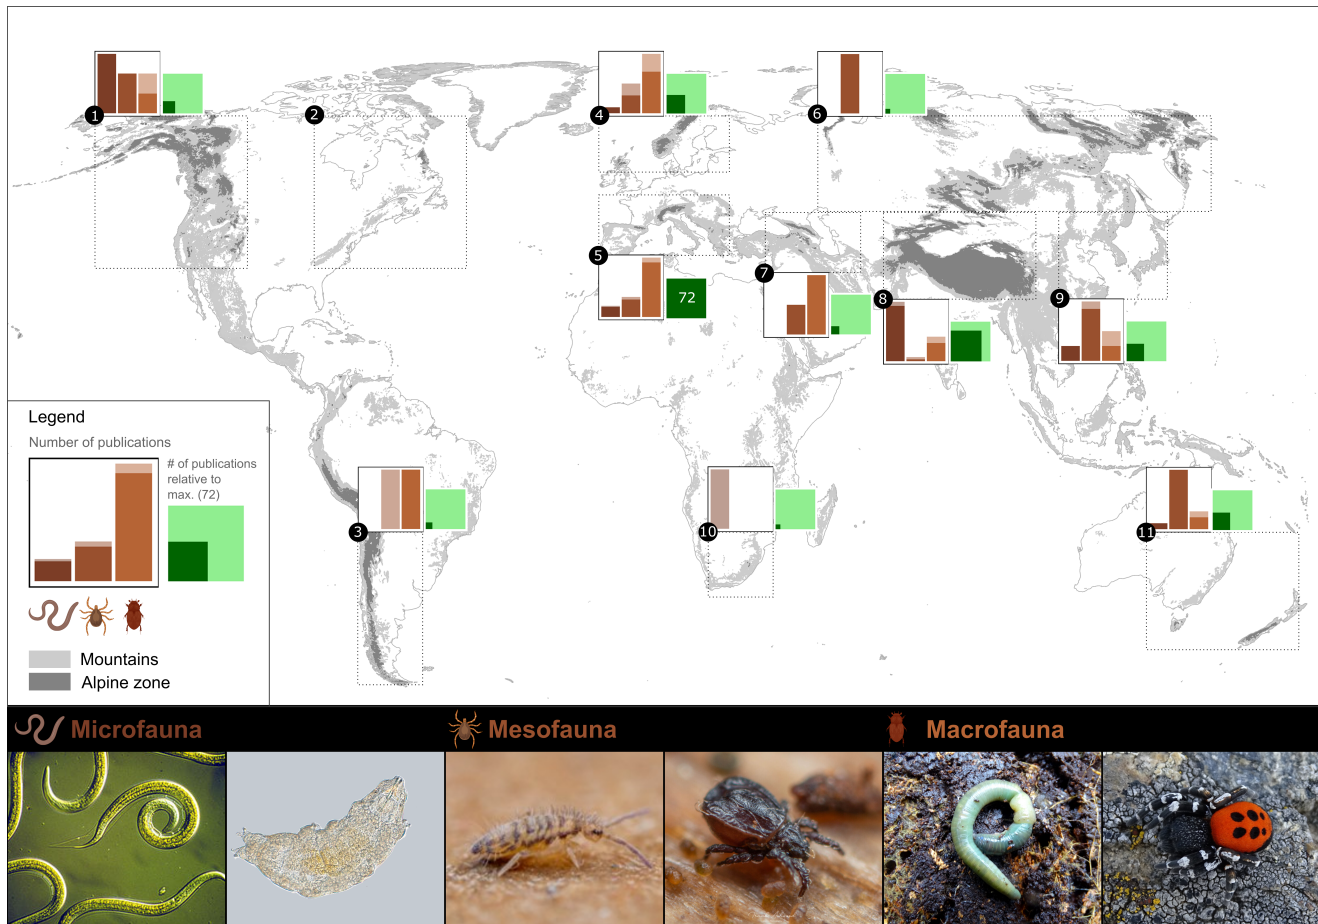 1
2
4
6
5
72
7
8
9
3
10
11
Legend
Number of publications
# of publications
relative to
max. (72)
Mountains
Alpine zone
Microfauna
Mesofauna
Macrofauna